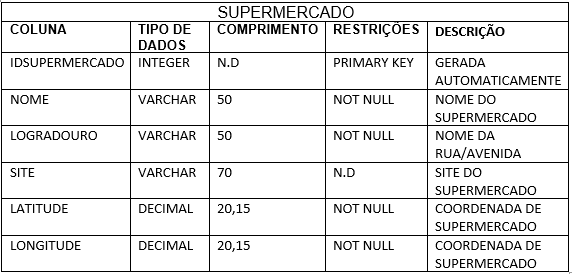 SUPERMERCADO
COLUNA TIPO DE DADOS COMPRIMENTO RESTRIÇÕES DESCRIÇÃO
IDSUPERMERCADO INTEGER N.D PRIMARY KEY GERADA AUTOMATICAMENTE
NOME VARCHAR 50 NOT NULL NOME DO SUPERMERCADO
LOGRADOURO VARCHAR 50 NOT NULL NOME DA RUA/AVENIDA
SITE VARCHAR 70 N.D SITE DO SUPERMERCADO
LATITUDE DECIMAL 20,15 NOT NULL COORDENADA DE SUPERMERCADO
LONGITUDE DECIMAL 20,15 NOT NULL COORDENADA DE SUPERMERCADO